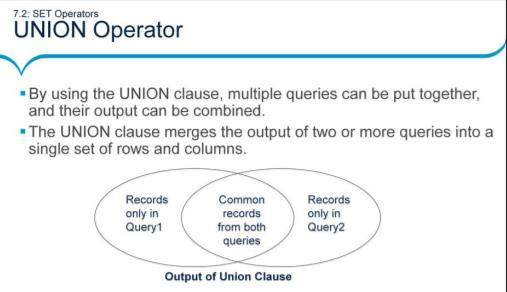 7.2: SET Operators
UNION Operator
By using the UNION clause, multiple queries can be put together,
and their output can be combined.
The UNION clause merges the output of two or more queries into a
single set of rows and columns.
Records
only in
Query1
Common
records
from both
queries
Records
only in
Query2
Output of Union Clause